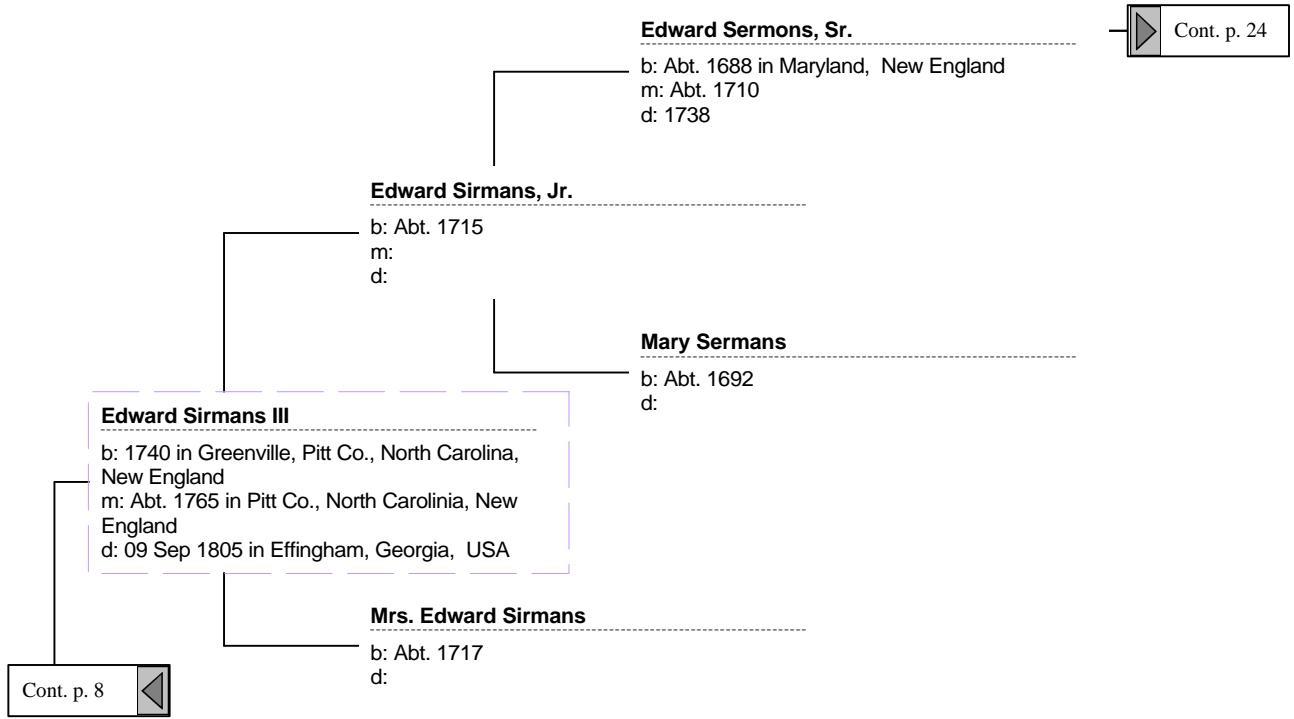 Edward Sermons, Sr.
Cont. p. 24
b: Abt. 1688 in Maryland, New England
m: Abt. 1710
d: 1738
Edward Sirmans, Jr.
b: Abt. 1715
m:
d:
Mary Sermans
b: Abt. 1692
d:
Edward Sirmans III
b: 1740 in Greenville, Pitt Co., North Carolina,
New England
m: Abt. 1765 in Pitt Co., North Carolinia, New
England
d: 09 Sep 1805 in Effingham, Georgia, USA
Mrs. Edward Sirmans
b: Abt. 1717
d:
Cont. p. 8